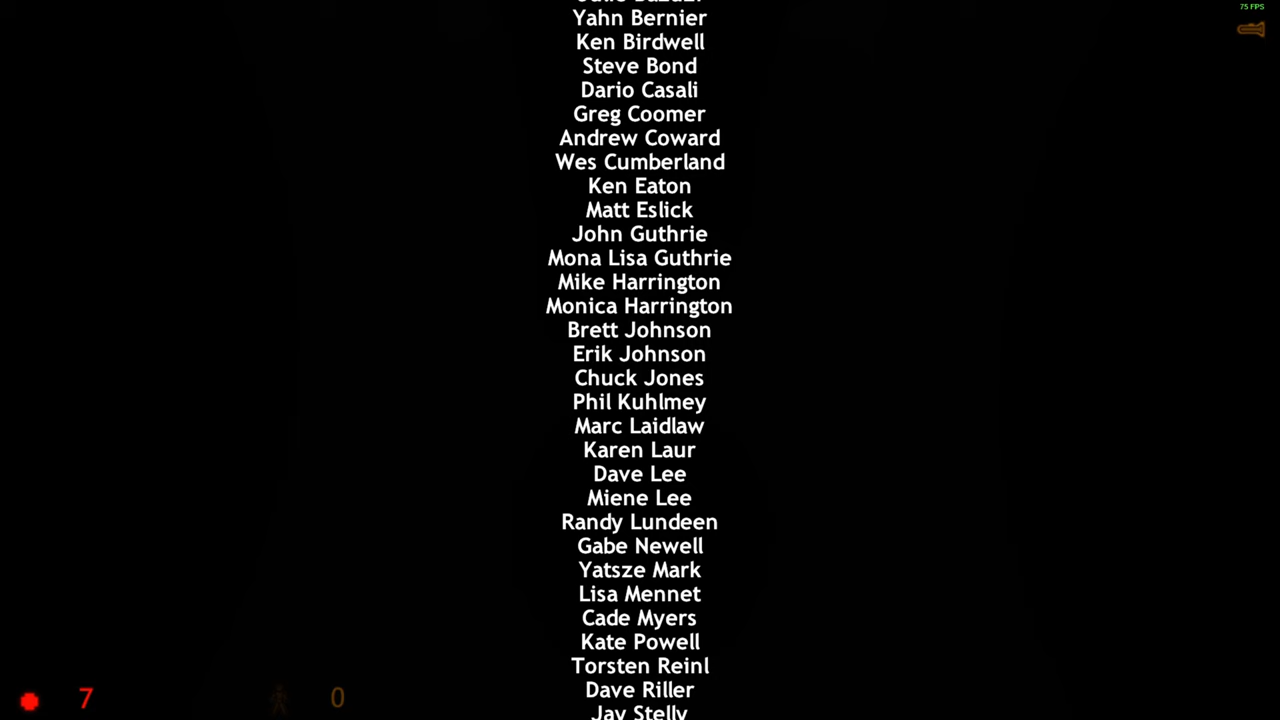 75 FPS
Yahn Bernier
Ken Birdwell
Steve Bond
Dario Casali
Greg Coomer
Andrew Coward
Wes Cumberland
Ken Eaton
Matt Eslick
John Guthrie
Mona Lisa Guthrie
Mike Harrington
Monica Harrington
Brett Johnson
Erik Johnson
Chuck Jones
Phil Kuhlmey
Marc Laidlaw
Karen Laur
Dave Lee
Miene Lee
Randy Lundeen
Gabe Newell
Yatsze Mark
Lisa Mennet
Cade Myers
Kate Powell
Torsten Reinl
Dave Riller
Jay Stelly
7 0